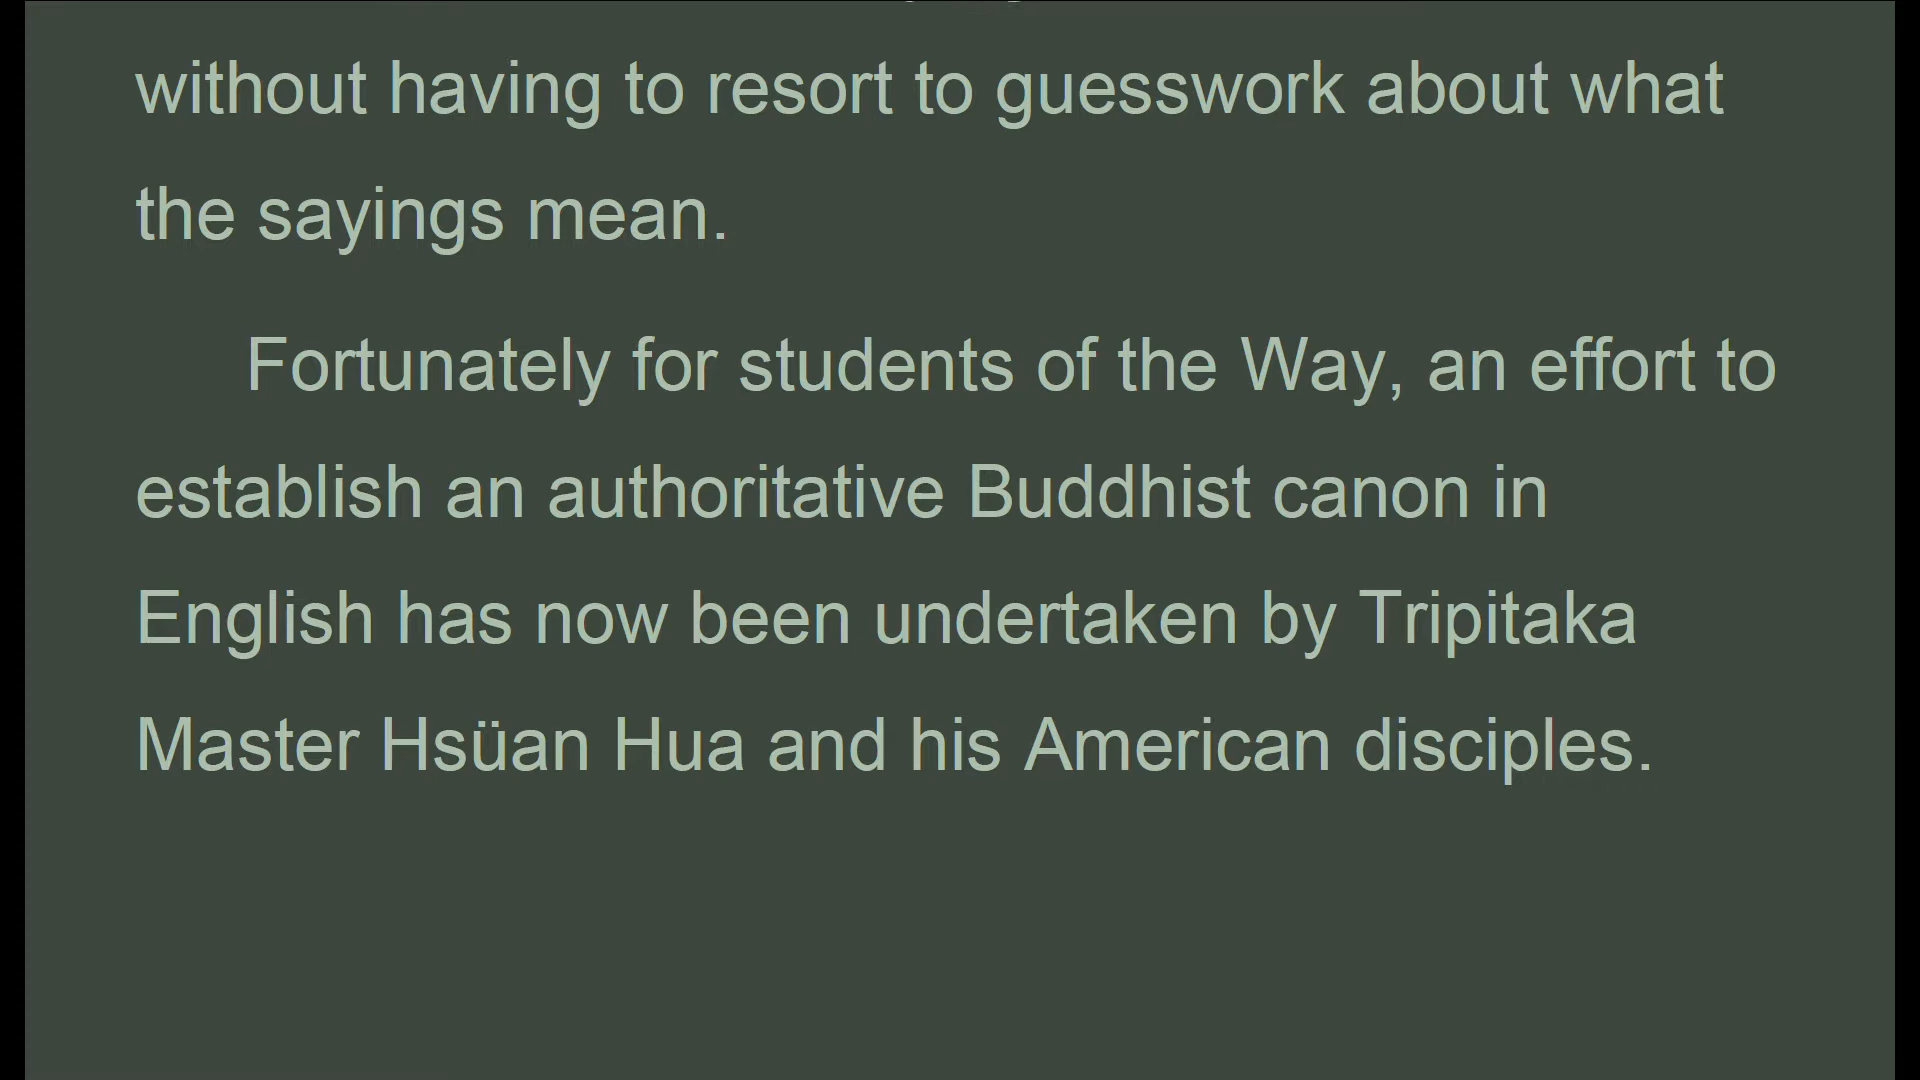 without having to resort to guesswork about what
the sayings mean.
Fortunately for students of the Way, an effort to
establish an authoritative Buddhist canon in
English has now been undertaken by Tripitaka
Master Hsüan Hua and his American disciples.